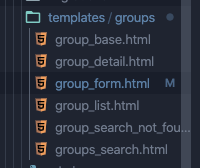 templates / groups
group_base.html
group_detail.html
group_form.html M
group_list.html
group_search_not_fou...
groups_search.html